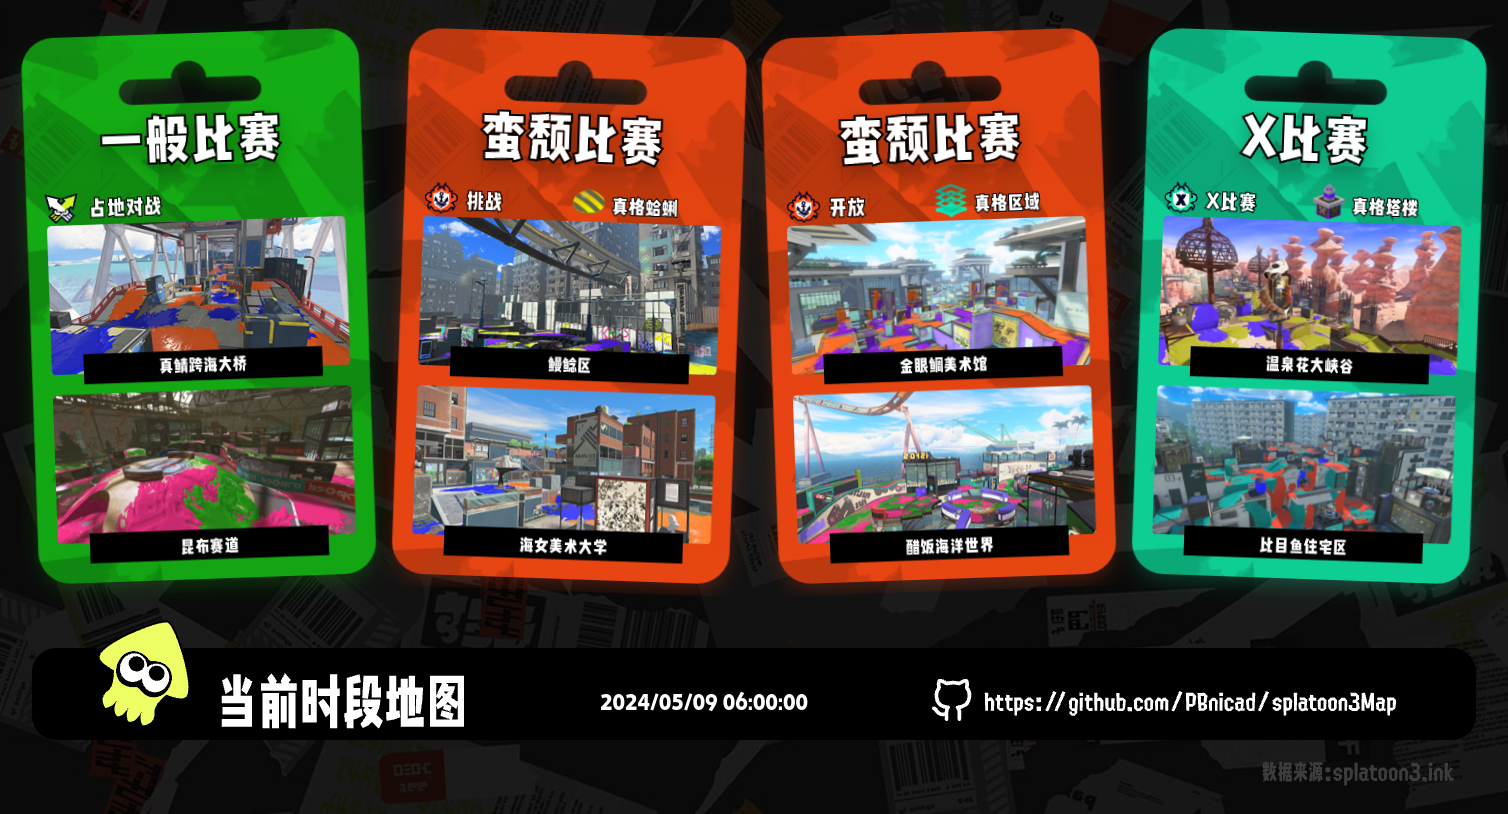 一般比赛
占地对战
真鲭跨海大桥
昆布赛道
蛮颓比赛
挑战
真格蛤蜊
鳗鲶区
海女美术大学
蛮颓比赛
开放
真格区域
金眼鲷美术馆
醋饭海洋世界
X比赛
X比赛
真格塔楼
温泉花大峡谷
比目鱼住宅区
当前时段地图
2024/05/09 06:00:00
https://github.com/PBnicad/splatoon3Map
数据来源:splatoon3.ink